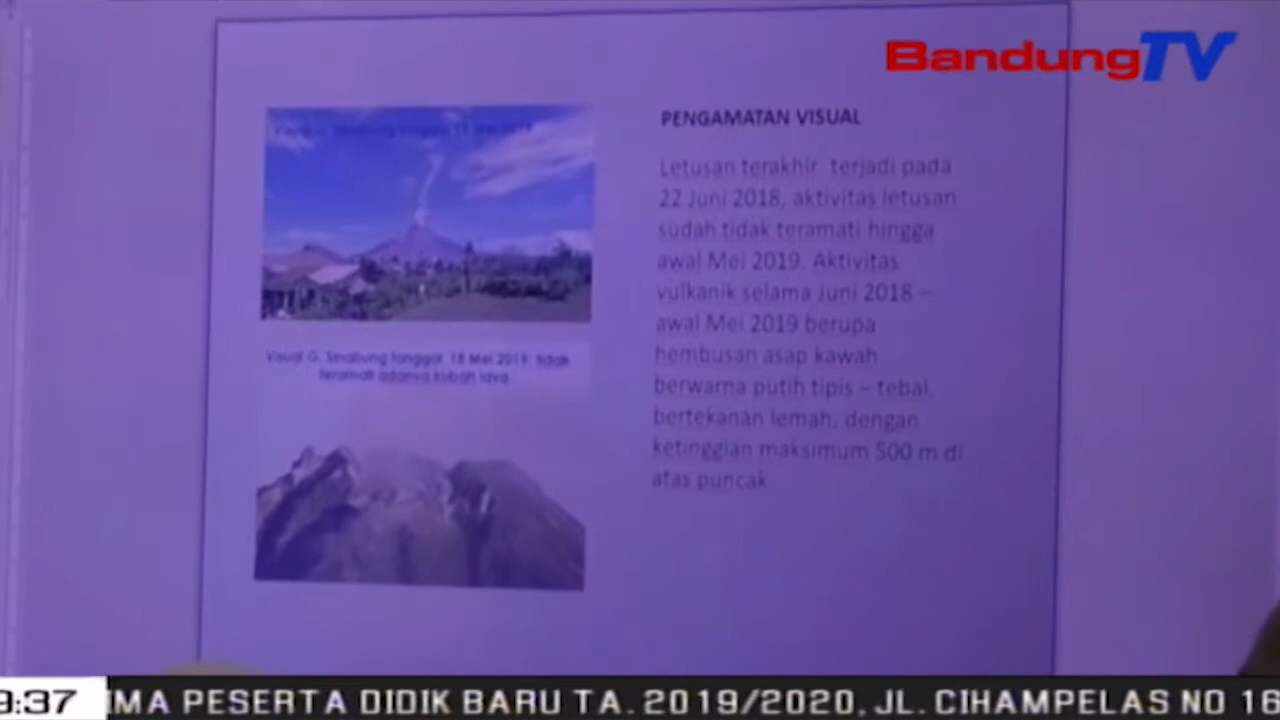 BandungTV
PENGAMATAN VISUAL
Letusan terakhir terjadi pada
22 Juni 2018, aktivitas letusan
sudah tidak teramati hingga
awal Mei 2019. Aktivitas
vulkanik selama Juni 2018 –
awal Mei 2019 berupa
hembusan asap kawah
berwarna putih tipis – tebal,
bertekanan lemah, dengan
ketinggian maksimum 500 m di
atas puncak
Visual G. Sinabung tanggal 18 Mei 2019, tidak
teramati adanya kubah lava.
9:37 IMA PESERTA DIDIK BARU TA. 2019/2020, JL. CIHAMPELAS NO 16